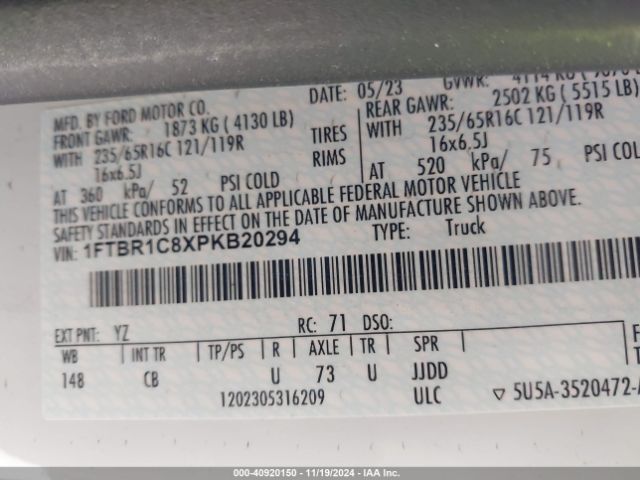 MFD. BY FORD MOTOR CO.
DATE: 05/23 GVWR: 4114 KG
FRONT GAWR: 1873 KG ( 4130 LB)
REAR GAWR: 2502 KG ( 5515 LB)
WITH 235/65R16C 121/119R TIRES WITH 235/65R16C 121/119R
16x6.5J RIMS 16x6.5J
AT 360 kPa/ 52 PSI COLD AT 520 kPa/ 75 PSI COLD
THIS VEHICLE CONFORMS TO ALL APPLICABLE FEDERAL MOTOR VEHICLE
SAFETY STANDARDS IN EFFECT ON THE DATE OF MANUFACTURE SHOWN ABOVE.
VIN: 1FTBR1C8XPKB20294 TYPE: Truck
EXT PNT: YZ RC: 71 DSO:
WB INT TR TP/PS R AXLE TR SPR
148 CB U 73 U JJDD
1202305316209 ULC ▽ 5U5A-3520472-
000-40920150 - 11/19/2024 - IAA Inc.